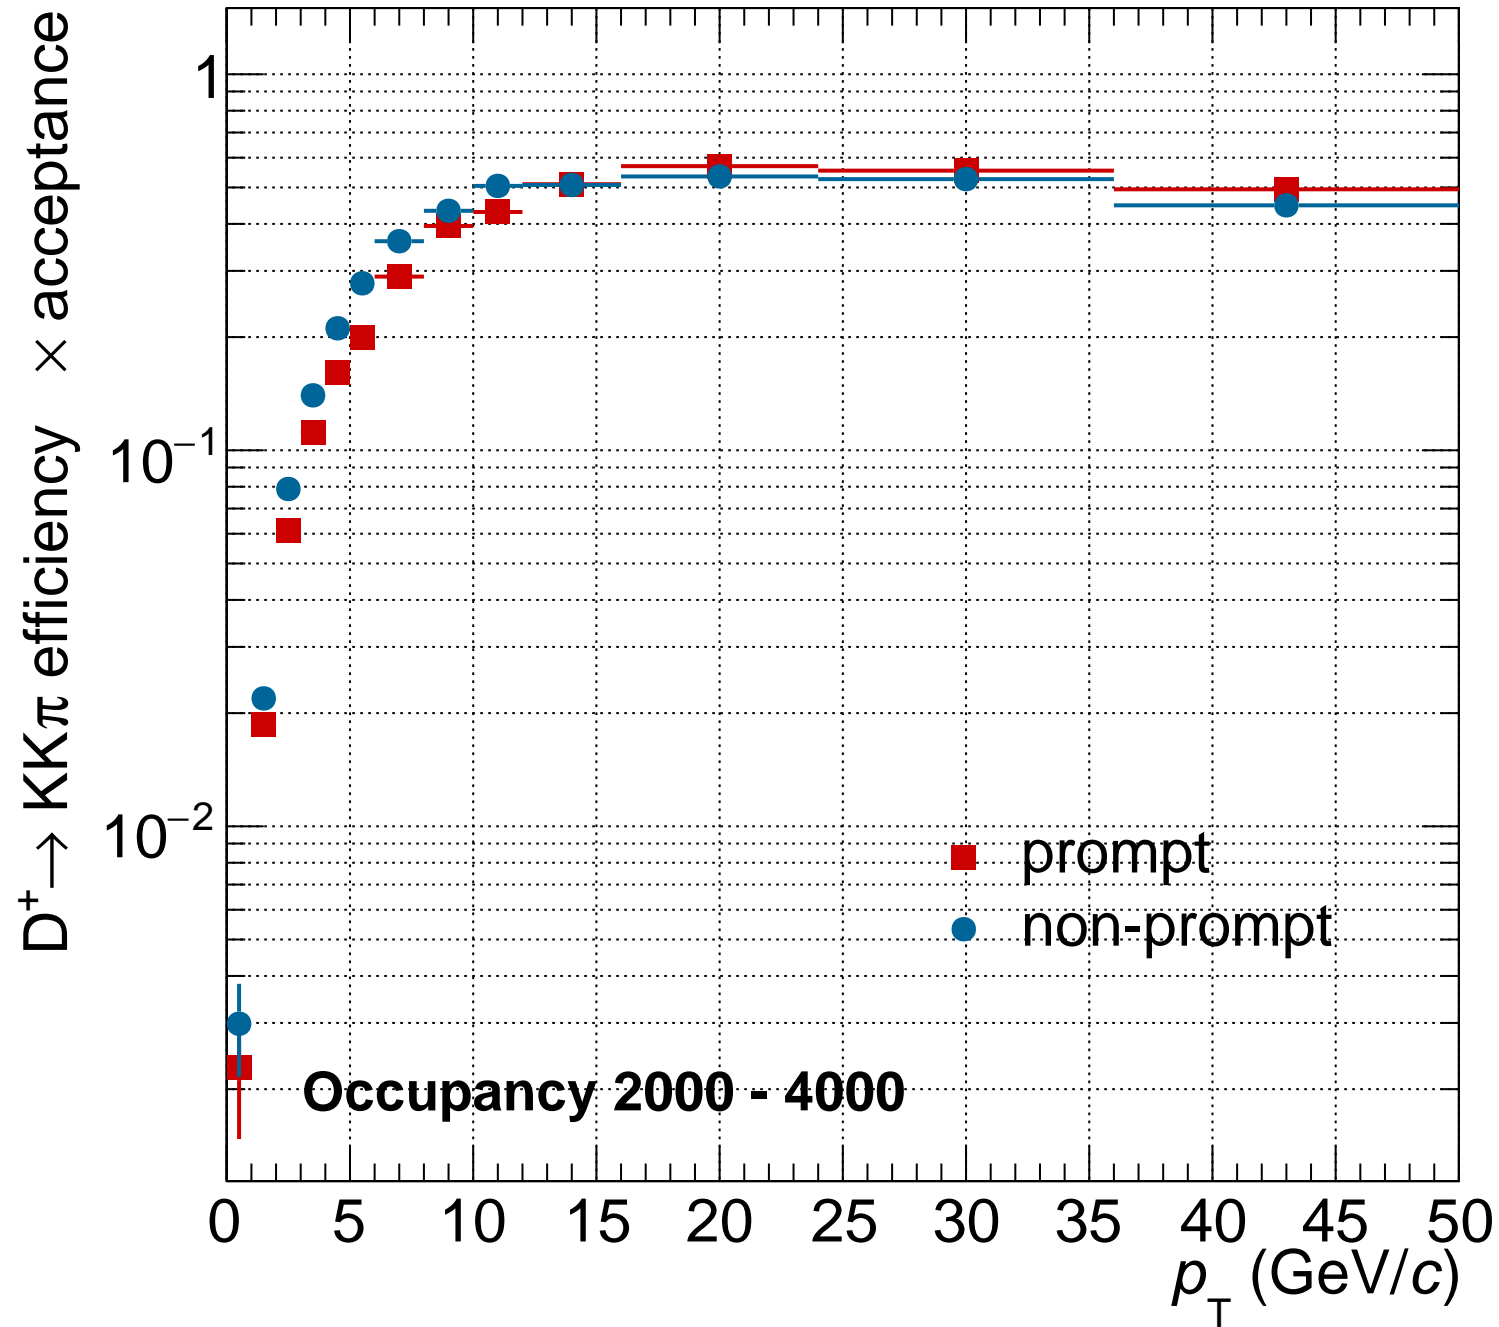 D⁺→ KKπ efficiency × acceptance
1
10⁻¹
10⁻²
prompt
non-prompt
Occupancy 2000 - 4000
0 5 10 15 20 25 30 35 40 45 50
p_T (GeV/c)